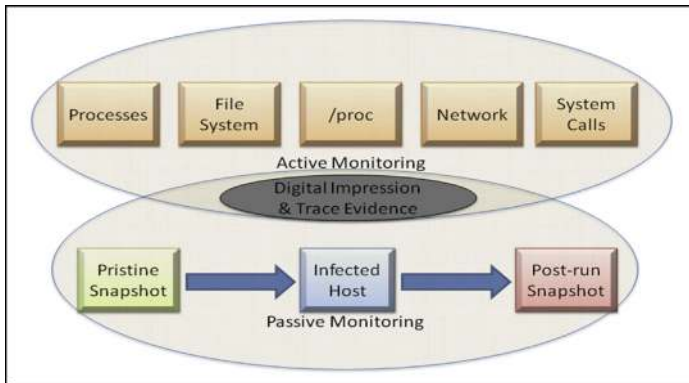 Processes
File
System
/proc
Network
System
Calls
Active Monitoring
Digital Impression
& Trace Evidence
Pristine
Snapshot
Infected
Host
Post-run
Snapshot
Passive Monitoring